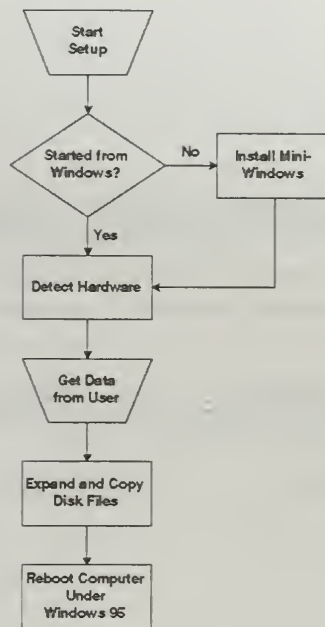 Start
Setup
Started from
Windows?
No
Install Mini-
Windows
Yes
Detect Hardware
Get Data
from User
Expand and Copy
Disk Files
Reboot Computer
Under
Windows 95